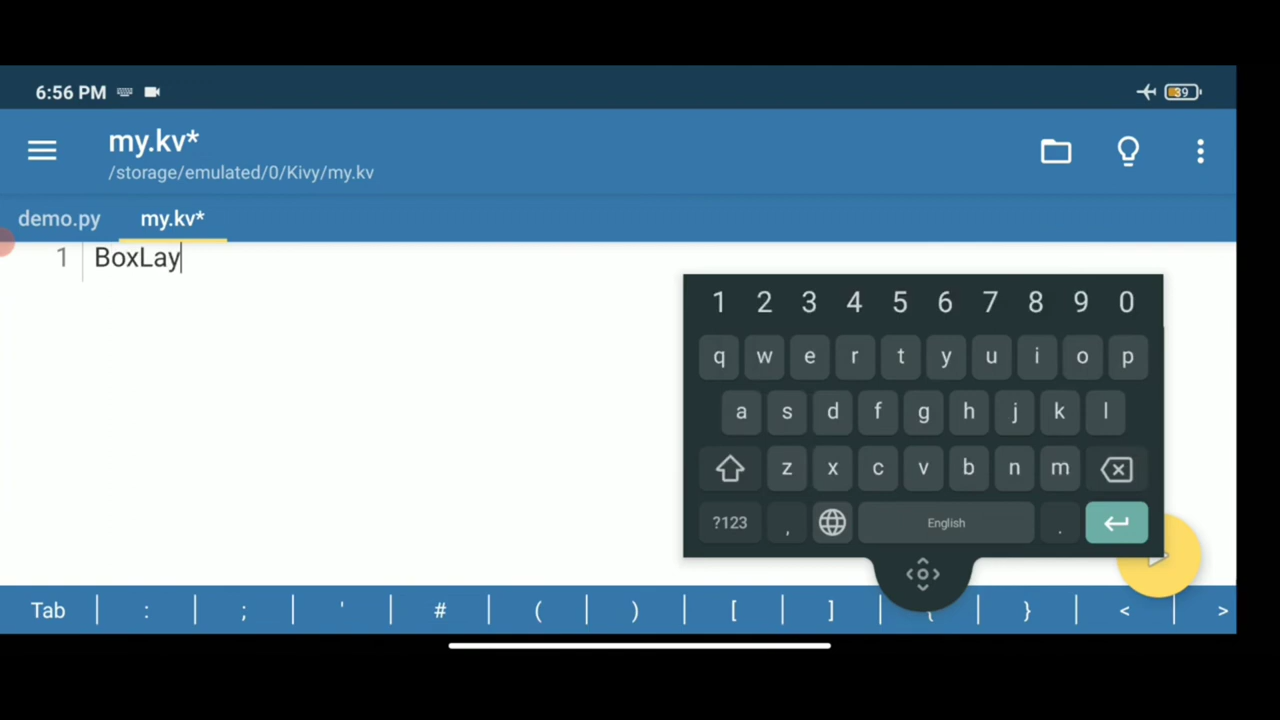 6:56 PM
39
my.kv*
/storage/emulated/0/Kivy/my.kv
demo.py my.kv*
1 BoxLay
1 2 3 4 5 6 7 8 9 0
q w e r t y u i o p
a s d f g h j k l
z x c v b n m
?123 , English .
Tab : ; ' # ( ) [ ] { } < >